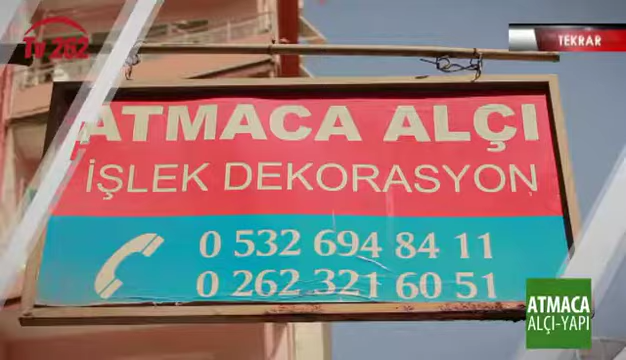 Tv 262
TEKRAR
ATMACA ALÇI
İŞLEK DEKORASYON
0 532 694 84 11
0 262 321 60 51
ATMACA
ALÇI-YAPI